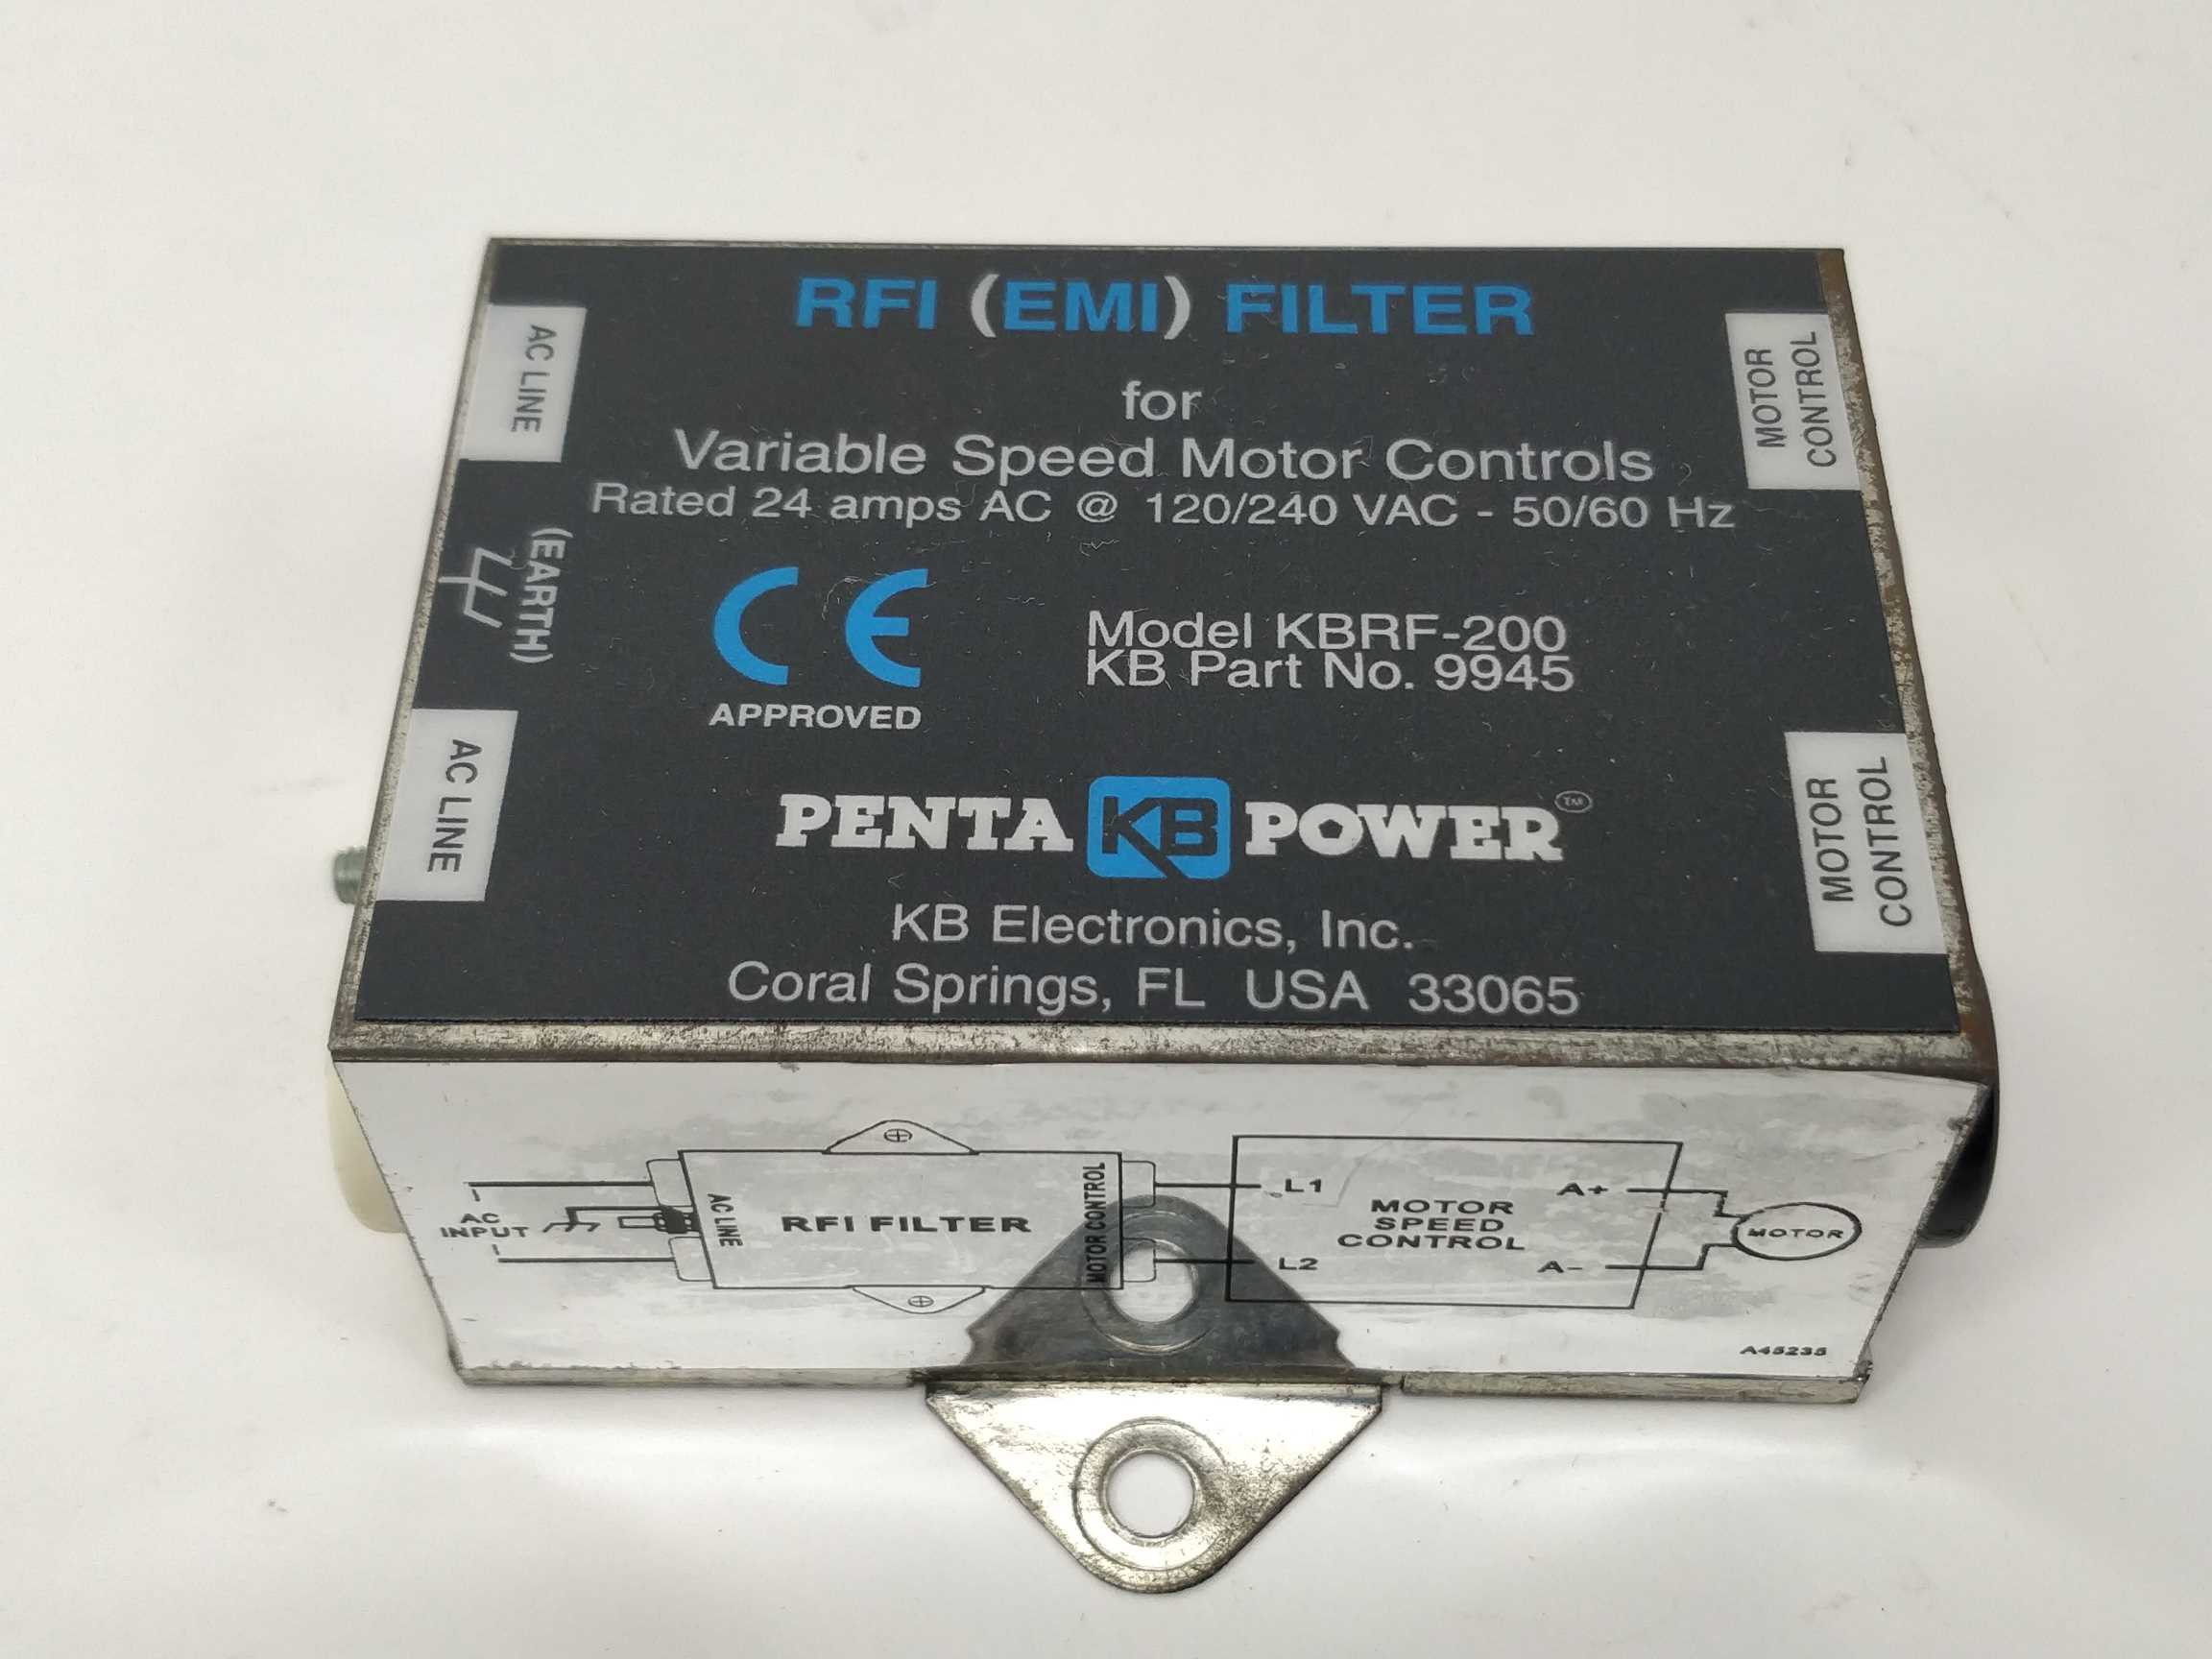 RFI (EMI) FILTER
for
Variable Speed Motor Controls
Rated 24 amps AC @ 120/240 VAC - 50/60 Hz
AC LINE
(EARTH)
AC LINE
MOTOR
CONTROL
MOTOR
CONTROL
CE
APPROVED
Model KBRF-200
KB Part No. 9945
PENTA KB POWER™
KB Electronics, Inc.
Coral Springs, FL USA 33065
AC
INPUT
AC LINE
RFI FILTER
MOTOR CONTROL
L1
L2
MOTOR
SPEED
CONTROL
A+
A-
MOTOR
A45235